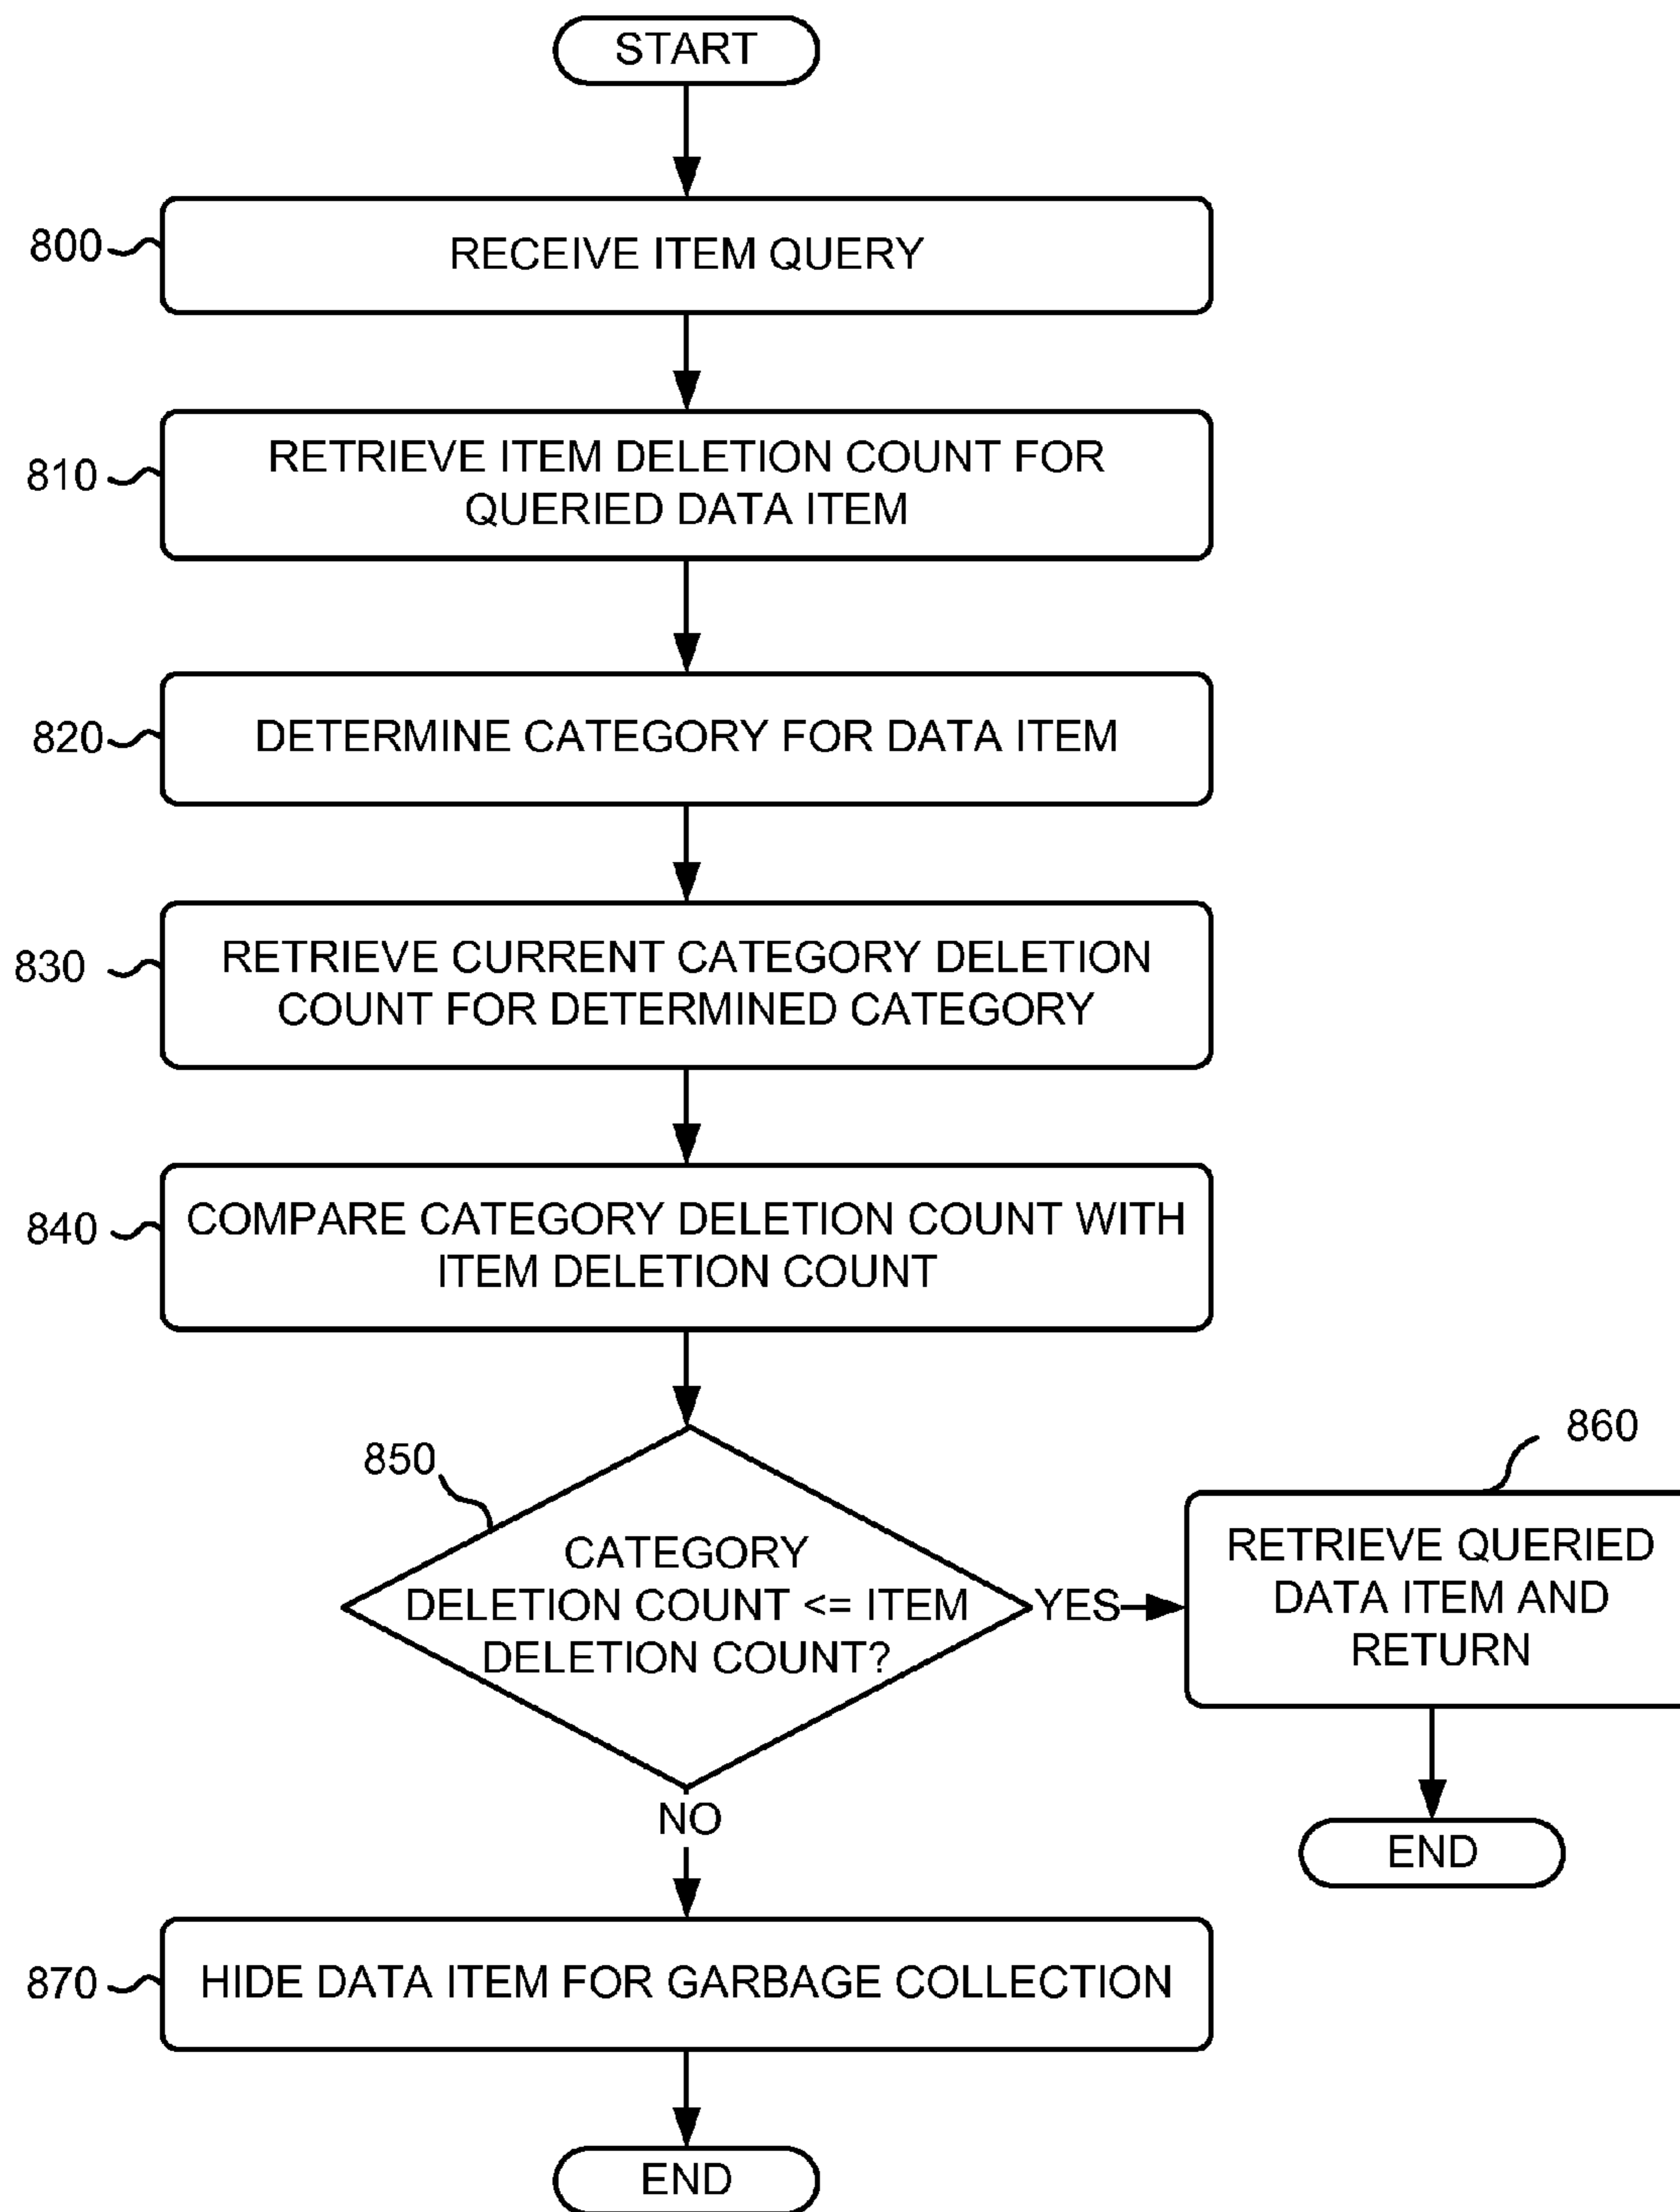 START
800
RECEIVE ITEM QUERY
810
RETRIEVE ITEM DELETION COUNT FOR
QUERIED DATA ITEM
820
DETERMINE CATEGORY FOR DATA ITEM
830
RETRIEVE CURRENT CATEGORY DELETION
COUNT FOR DETERMINED CATEGORY
840
COMPARE CATEGORY DELETION COUNT WITH
ITEM DELETION COUNT
850
CATEGORY
DELETION COUNT <= ITEM
DELETION COUNT?
YES
860
RETRIEVE QUERIED
DATA ITEM AND
RETURN
END
NO
870
HIDE DATA ITEM FOR GARBAGE COLLECTION
END